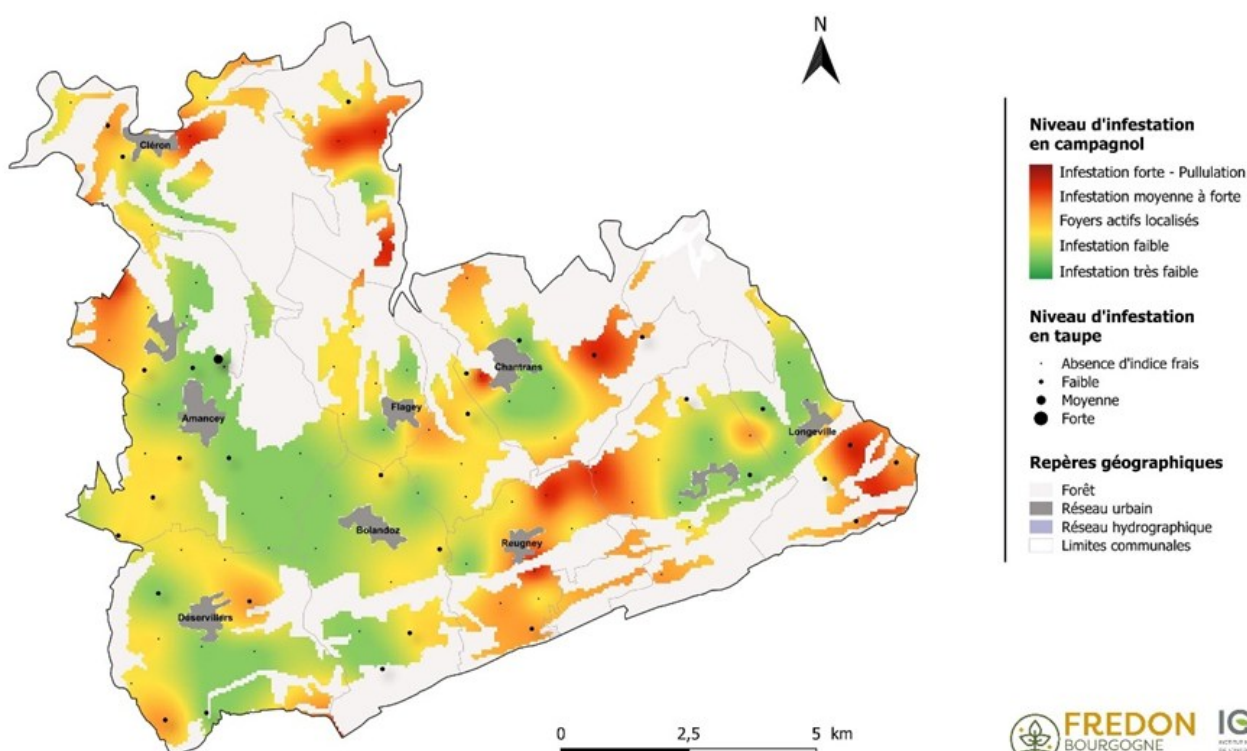 N
Cléron
Chantrans
Flagey
Amancey
Longeville
Bolandoz
Reugney
Déservillers
0 2,5 5 km
Niveau d'infestation
en campagnol
Infestation forte - Pullulation
Infestation moyenne à forte
Foyers actifs localisés
Infestation faible
Infestation très faible
Niveau d'infestation
en taupe
Absence d'indice frais
Faible
Moyenne
Forte
Repères géographiques
Forêt
Réseau urbain
Réseau hydrographique
Limites communales
FREDON
BOURGOGNE